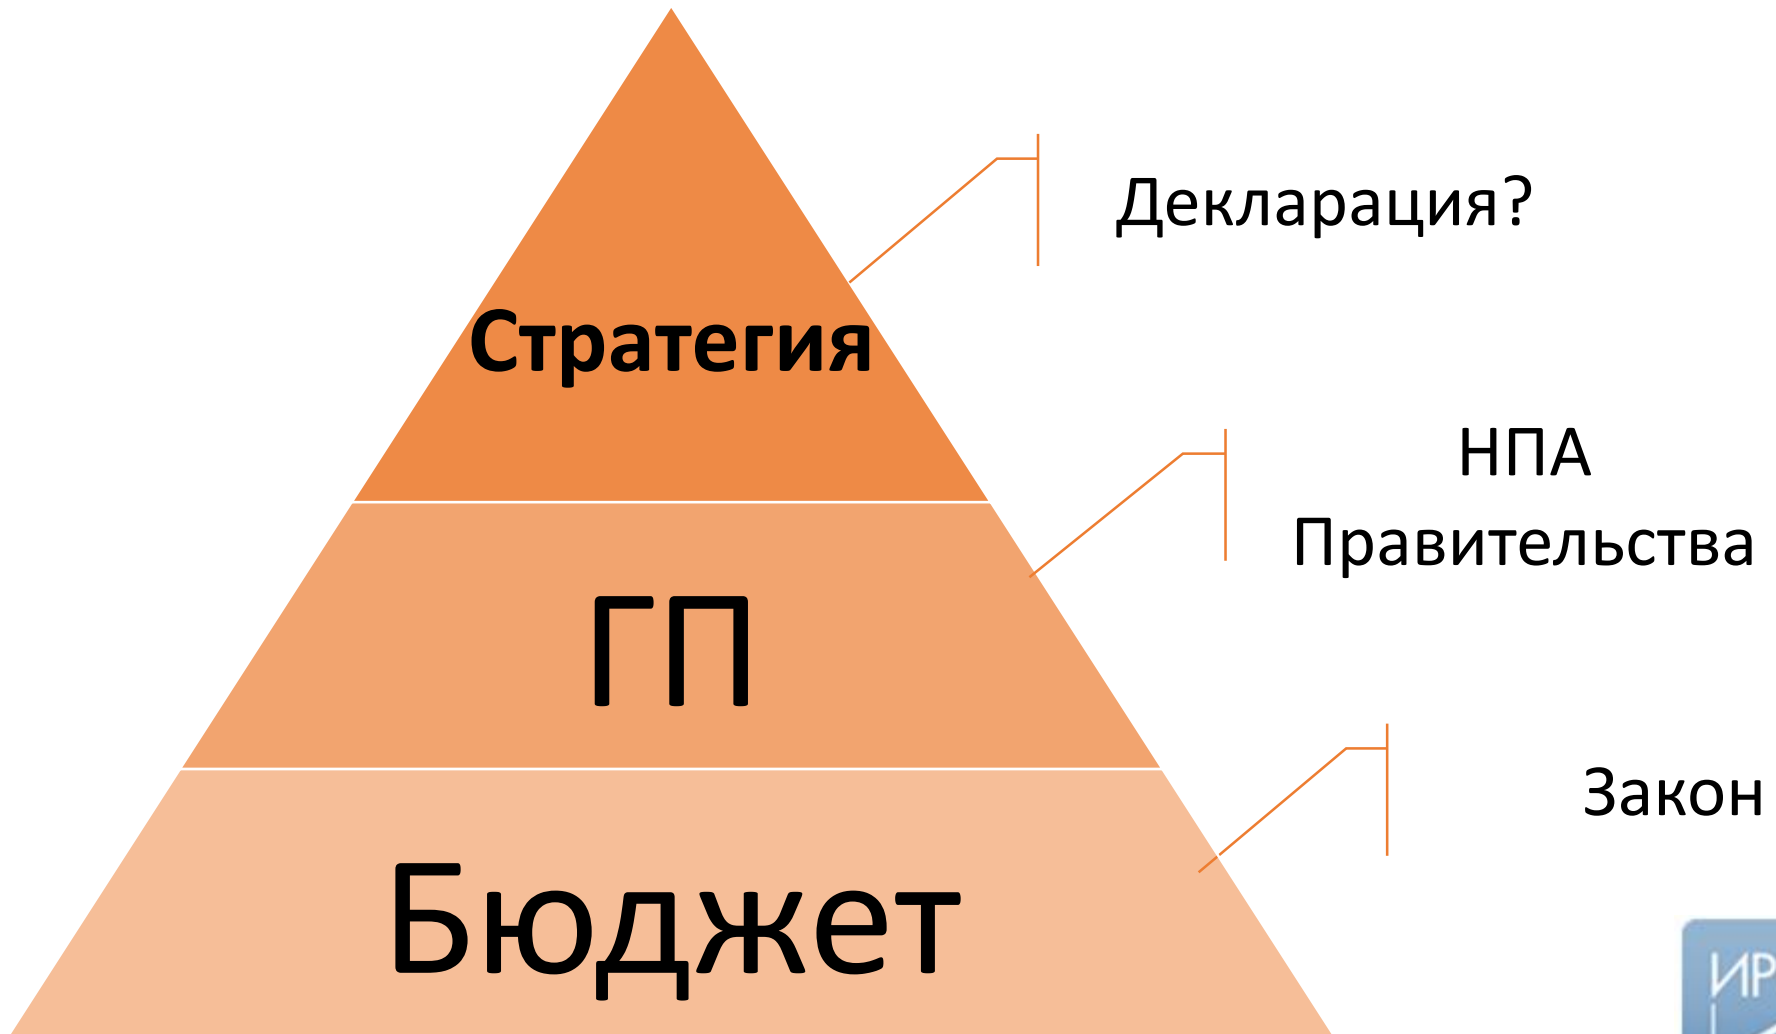 Декларация?
Стратегия
НПА
Правительства
ГП
Закон
Бюджет